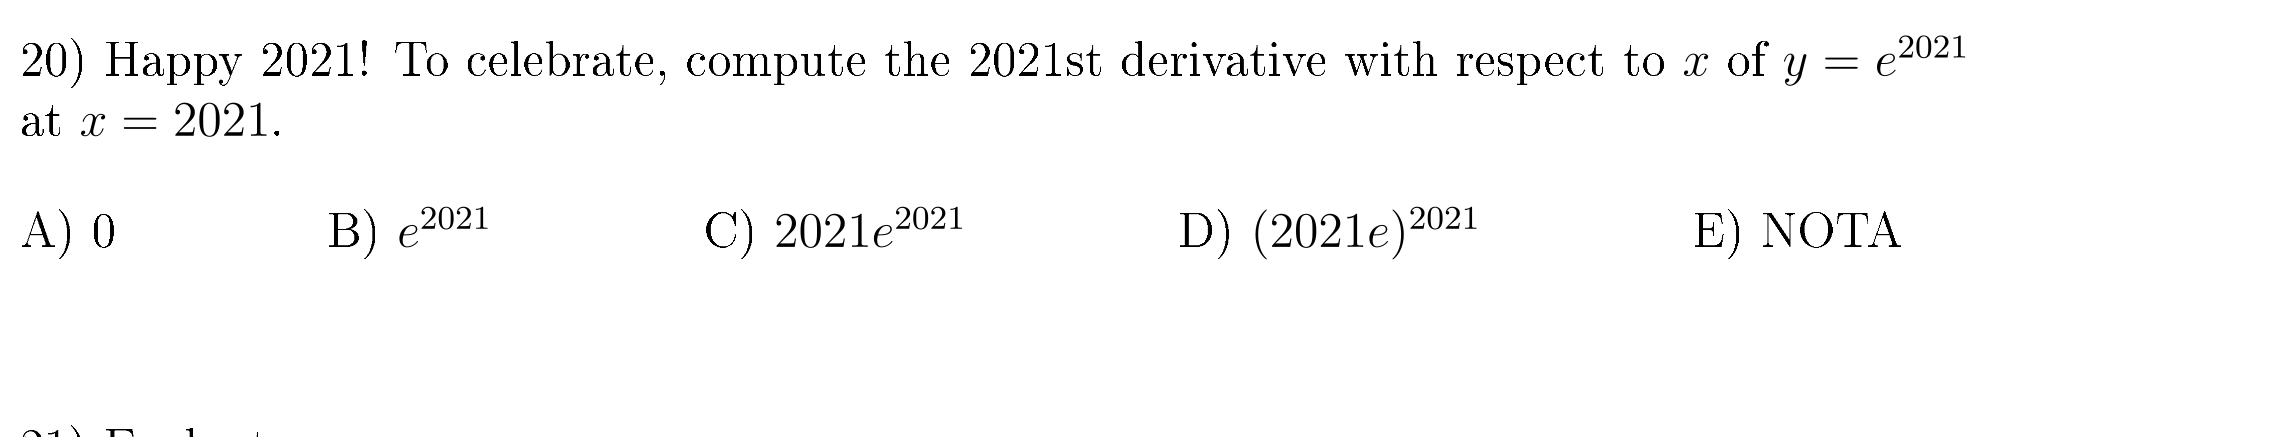 20) Happy 2021! To celebrate, compute the 2021st derivative with respect to x of y = e^{2021}
at x = 2021.
A) 0 B) e^{2021} C) 2021e^{2021} D) (2021e)^{2021} E) NOTA